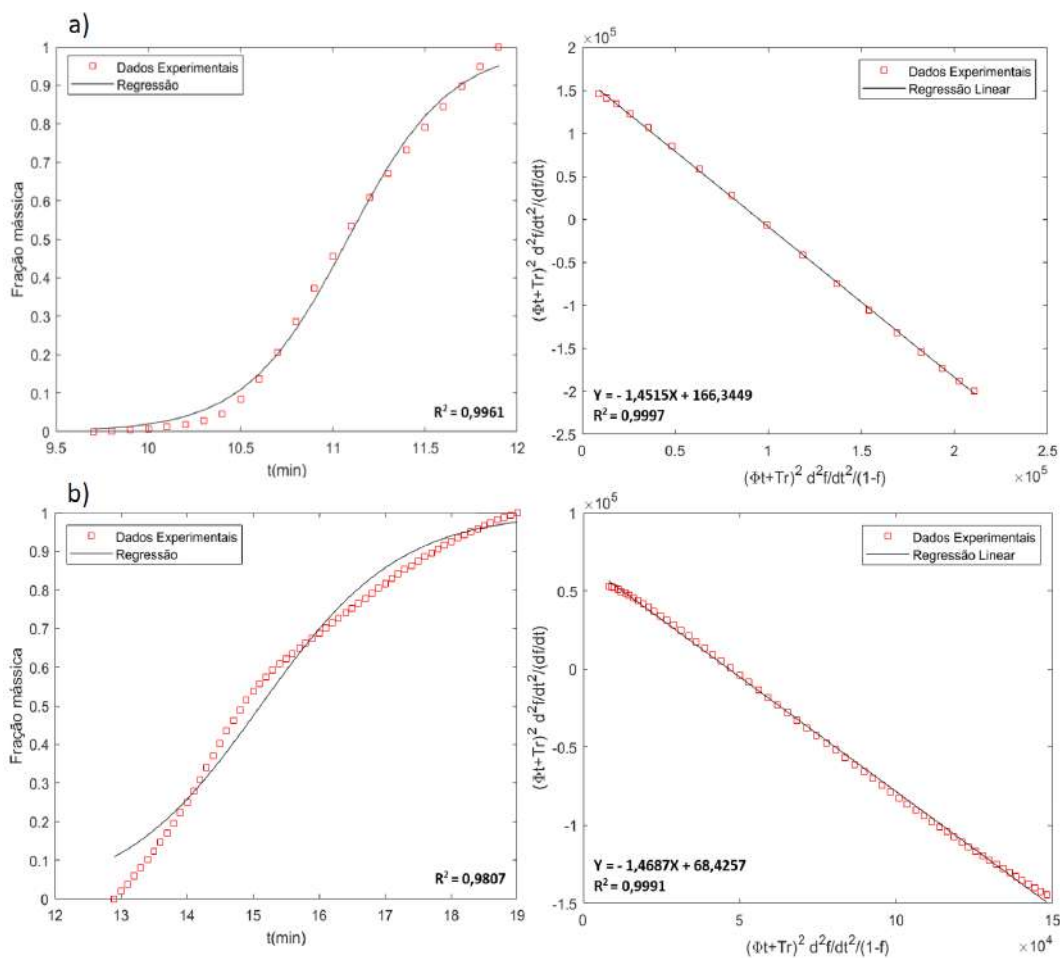 a)
1
0.9
0.8
0.7
0.6
0.5
0.4
0.3
0.2
0.1
0
Fração mássica
Dados Experimentais
Regressão
R² = 0,9961
9.5 10 10.5 11 11.5 12
t(min)
×10⁵
2
1.5
1
0.5
0
-0.5
-1
-1.5
-2
-2.5
(Φt+Tr)² d²f/dt²/(df/dt)
Dados Experimentais
Regressão Linear
Y = - 1,4515X + 166,3449
R² = 0,9997
0 0.5 1 1.5 2 2.5
(Φt+Tr)² d²f/dt²/(1-f) ×10⁵
b)
1
0.9
0.8
0.7
0.6
0.5
0.4
0.3
0.2
0.1
0
Fração mássica
Dados Experimentais
Regressão
R² = 0,9807
12 13 14 15 16 17 18 19
t(min)
×10⁵
1
0.5
0
-0.5
-1
-1.5
(Φt+Tr)² d²f/dt²/(df/dt)
Dados Experimentais
Regressão Linear
Y = - 1,4687X + 68,4257
R² = 0,9991
0 5 10 15
(Φt+Tr)² d²f/dt²/(1-f) ×10⁴